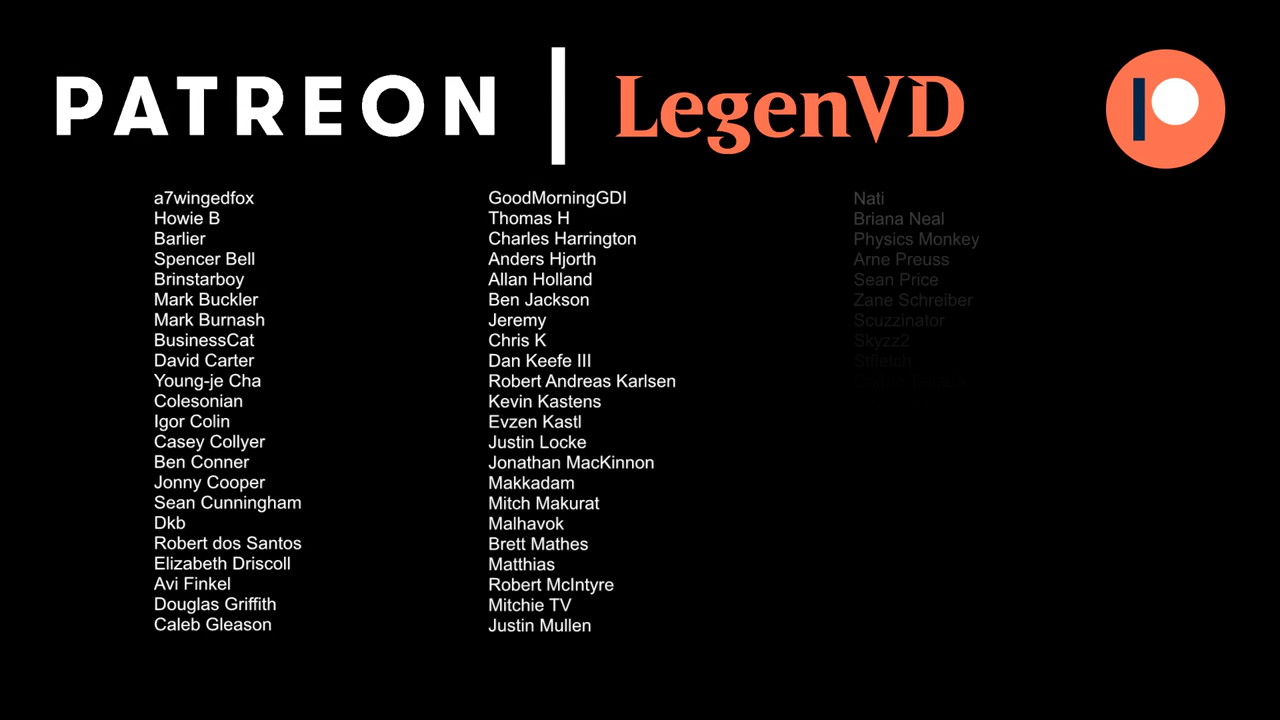 PATREON | LegenVD
a7wingedfox
Howie B
Barlier
Spencer Bell
Brinstarboy
Mark Buckler
Mark Burnash
BusinessCat
David Carter
Young-je Cha
Colesonian
Igor Colin
Casey Collyer
Ben Conner
Jonny Cooper
Sean Cunningham
Dkb
Robert dos Santos
Elizabeth Driscoll
Avi Finkel
Douglas Griffith
Caleb Gleason
GoodMorningGDI
Thomas H
Charles Harrington
Anders Hjorth
Allan Holland
Ben Jackson
Jeremy
Chris K
Dan Keefe III
Robert Andreas Karlsen
Kevin Kastens
Evzen Kastl
Justin Locke
Jonathan MacKinnon
Makkadam
Mitch Makurat
Malhavok
Brett Mathes
Matthias
Robert McIntyre
Mitchie TV
Justin Mullen
Nati
Briana Neal
Physics Monkey
Arne Preuss
Sean Price
Zane Schreiber
Scuzzinator
Skyzz2